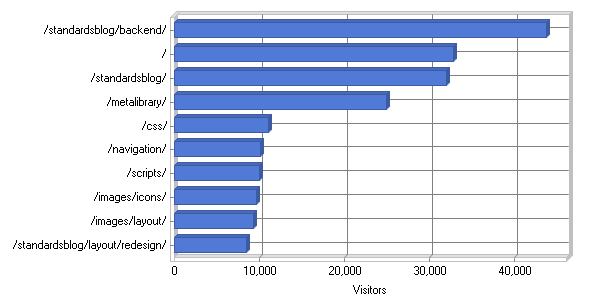 /standardsblog/backend/
/
/standardsblog/
/metalibrary/
/css/
/navigation/
/scripts/
/images/icons/
/images/layout/
/standardsblog/layout/redesign/
0 10,000 20,000 30,000 40,000
Visitors